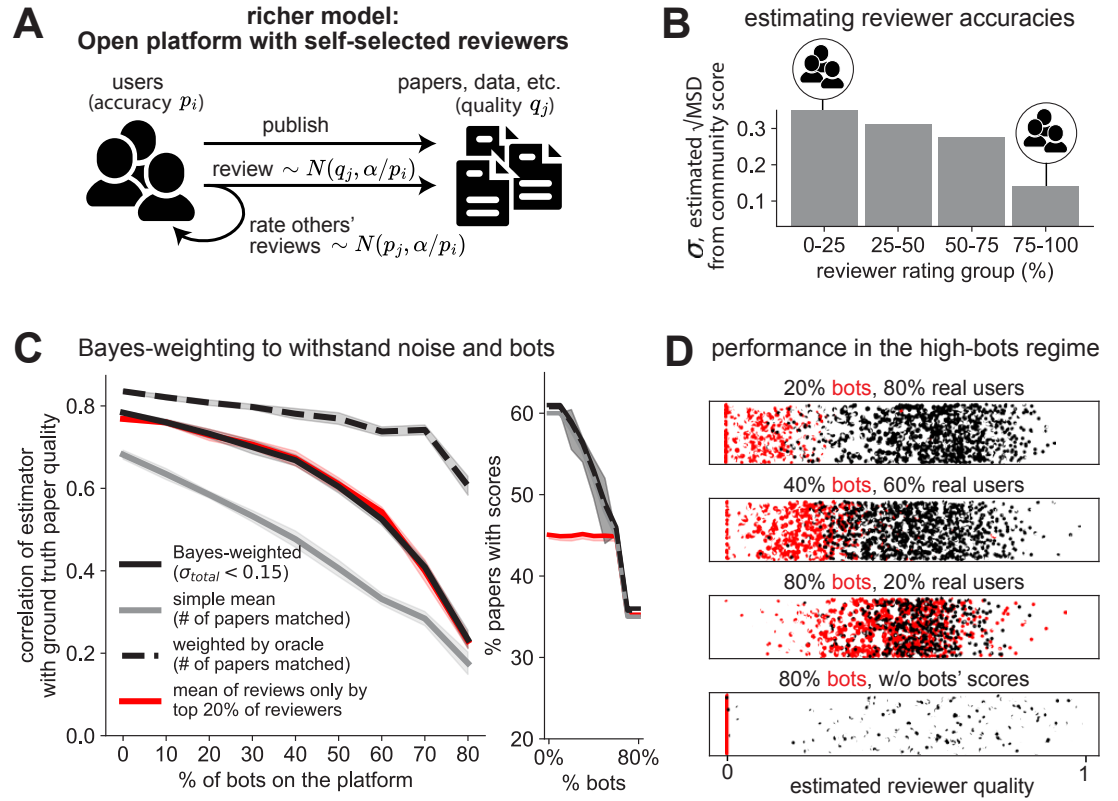 A
richer model:
Open platform with self-selected reviewers
users
(accuracy p_i)
papers, data, etc.
(quality q_j)
publish
review ∼ N(q_j, α/p_i)
rate others'
reviews ∼ N(p_j, α/p_i)
B
estimating reviewer accuracies
σ, estimated √MSD
from community score
0.3
0.2
0.1
0-25
25-50
50-75
75-100
reviewer rating group (%)
C
Bayes-weighting to withstand noise and bots
correlation of estimator
with ground truth paper quality
0.8
0.6
0.4
0.2
0.0
Bayes-weighted
(σ_total < 0.15)
simple mean
(# of papers matched)
weighted by oracle
(# of papers matched)
mean of reviews only by
top 20% of reviewers
0
10
20
30
40
50
60
70
80
% of bots on the platform
% papers with scores
60
50
40
30
20
0%
80%
% bots
D
performance in the high-bots regime
20% bots, 80% real users
40% bots, 60% real users
80% bots, 20% real users
80% bots, w/o bots' scores
0
1
estimated reviewer quality